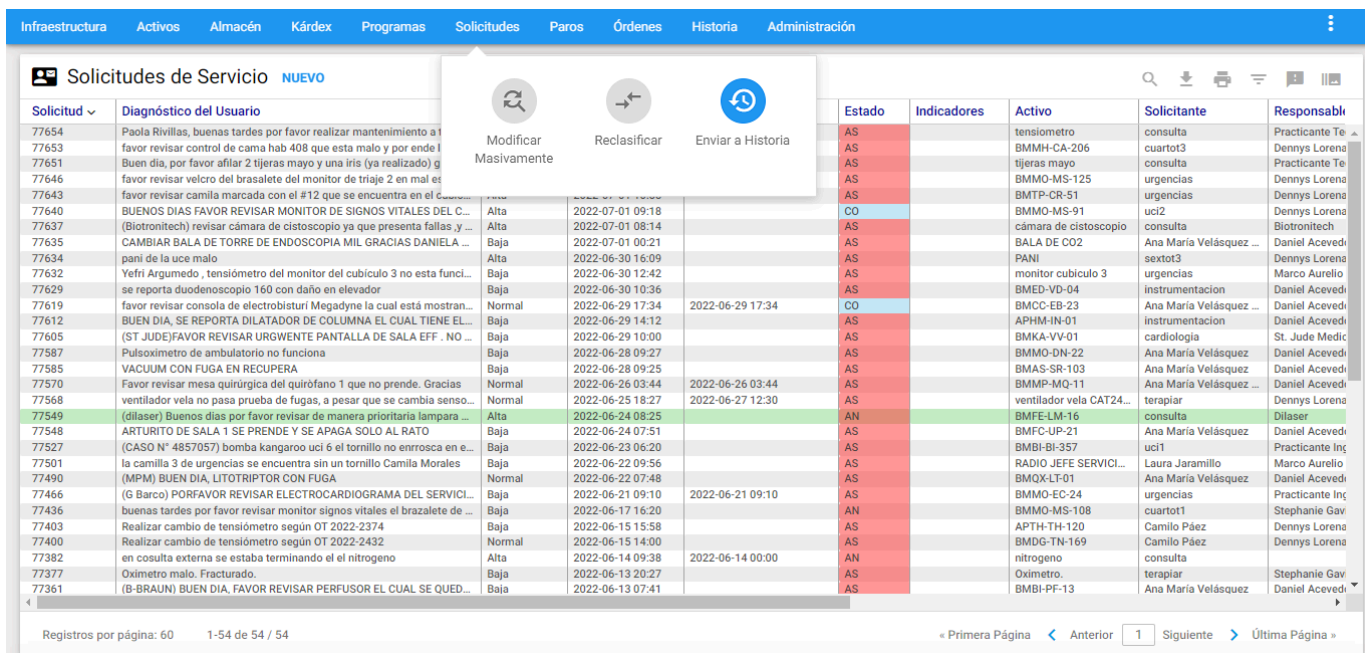 Infraestructura Activos Almacén Kárdex Programas Solicitudes Paros Órdenes Historia Administración
Solicitudes de Servicio NUEVO
Modificar Masivamente Reclasificar Enviar a Historia
Solicitud Diagnóstico del Usuario Estado Indicadores Activo Solicitante Responsable
77654 Paola Rivillas, buenas tardes por favor realizar mantenimiento a AS tensiometro consulta Practicante
77653 favor revisar control de cama hab 408 que esta malo y por ende AS BMMH-CA-206 cuartot3 Dennys Lorena
77651 Buen dia, por favor afilar 2 tijeras mayo y una iris (ya realizado) AS tijeras mayo consulta Practicante
77646 favor revisar velcro del brasalete del monitor de triaje 2 en mal AS BMMO-MS-125 urgencias Dennys Lorena
77643 favor revisar camila marcada con el #12 que se encuentra en el AS BMTP-CR-51 urgencias Dennys Lorena
77640 BUENOS DIAS FAVOR REVISAR MONITOR DE SIGNOS VITALES DEL C... Alta 2022-07-01 09:18 CO BMMO-MS-91 uci2 Dennys Lorena
77637 (Biotronitech) revisar cámara de cistoscopio ya que presenta fallas ,y ... Alta 2022-07-01 08:14 AS cámara de cistoscopio consulta Biotronitech
77635 CAMBIAR BALA DE TORRE DE ENDOSCOPIA MIL GRACIAS DANIELA ... Baja 2022-07-01 00:21 AS BALA DE CO2 Ana María Velásquez ... Daniel Aceved
77634 pani de la uce malo Alta 2022-06-30 16:09 AS PANI sextot3 Dennys Lorena
77632 Yefri Argumedo , tensiómetro del monitor del cubículo 3 no esta funci... Baja 2022-06-30 12:42 AS monitor cubiculo 3 urgencias Marco Aurelio
77629 se reporta duodenoscopio 160 con daño en elevador Baja 2022-06-30 10:36 AS BMED-VD-04 instrumentacion Daniel Aceved
77619 favor revisar consola de electrobisturí Megadyne la cual está mostran... Normal 2022-06-29 17:34 2022-06-29 17:34 CO BMCC-EB-23 Ana María Velásquez ... Daniel Aceved
77612 BUEN DIA, SE REPORTA DILATADOR DE COLUMNA EL CUAL TIENE EL... Baja 2022-06-29 14:12 AS APHM-IN-01 instrumentacion Daniel Aceved
77605 (ST JUDE)FAVOR REVISAR URGWENTE PANTALLA DE SALA EFF . NO ... Baja 2022-06-29 10:00 AS BMKA-VV-01 cardiologia St. Jude Medic
77587 Pulsoximetro de ambulatorio no funciona Baja 2022-06-28 09:27 AS BMMO-DN-22 Ana María Velásquez Daniel Aceved
77585 VACUUM CON FUGA EN RECUPERA Baja 2022-06-28 09:25 AS BMAS-SR-103 Ana María Velásquez Daniel Aceved
77570 Favor revisar mesa quirúrgica del quiròfano 1 que no prende. Gracias Normal 2022-06-26 03:44 2022-06-26 03:44 AS BMMP-MQ-11 Ana María Velásquez ... Daniel Aceved
77568 ventilador vela no pasa prueba de fugas, a pesar que se cambia senso... Normal 2022-06-25 18:27 2022-06-27 12:30 AS ventilador vela CAT24... terapiar Dennys Lorena
77549 (dilaser) Buenos dias por favor revisar de manera prioritaria lampara ... Alta 2022-06-24 08:25 AN BMFE-LM-16 consulta Dilaser
77548 ARTURITO DE SALA 1 SE PRENDE Y SE APAGA SOLO AL RATO Baja 2022-06-24 07:51 AS BMFC-UP-21 Ana María Velásquez Daniel Aceved
77527 (CASO N° 4857057) bomba kangaroo uci 6 el tornillo no enrrosca en e... Baja 2022-06-23 06:20 AS BMBI-BI-357 uci1 Practicante Ing
77501 la camilla 3 de urgencias se encuentra sin un tornillo Camila Morales Baja 2022-06-22 09:56 AS RADIO JEFE SERVICI... Laura Jaramillo Marco Aurelio
77490 (MPM) BUEN DIA, LITOTRIPTOR CON FUGA Normal 2022-06-22 07:48 AS BMQX-LT-01 Ana María Velásquez Daniel Aceved
77466 (G Barco) PORFAVOR REVISAR ELECTROCARDIOGRAMA DEL SERVICI... Baja 2022-06-21 09:10 2022-06-21 09:10 AS BMMO-EC-24 urgencias Practicante Ing
77436 buenas tardes por favor revisar monitor signos vitales el brazalete de ... Baja 2022-06-17 16:20 AN BMMO-MS-108 cuartot1 Stephanie Gav
77403 Realizar cambio de tensiómetro según OT 2022-2374 Baja 2022-06-15 15:58 AS APTH-TH-120 Camilo Páez Dennys Lorena
77400 Realizar cambio de tensiómetro según OT 2022-2432 Normal 2022-06-15 14:00 AS BMDG-TN-169 Camilo Páez Dennys Lorena
77382 en cosulta externa se estaba terminando el el nitrogeno Alta 2022-06-14 09:38 2022-06-14 00:00 AN nitrogeno consulta
77377 Oximetro malo. Fracturado. Baja 2022-06-13 20:27 AS Oximetro. terapiar Stephanie Gav
77361 (B-BRAUN) BUEN DIA, FAVOR REVISAR PERFUSOR EL CUAL SE QUED... Baja 2022-06-13 07:41 AS BMBI-PF-13 Ana María Velásquez Daniel Aceved
Registros por página: 60 1-54 de 54 / 54 « Primera Página Anterior 1 Siguiente Última Página »